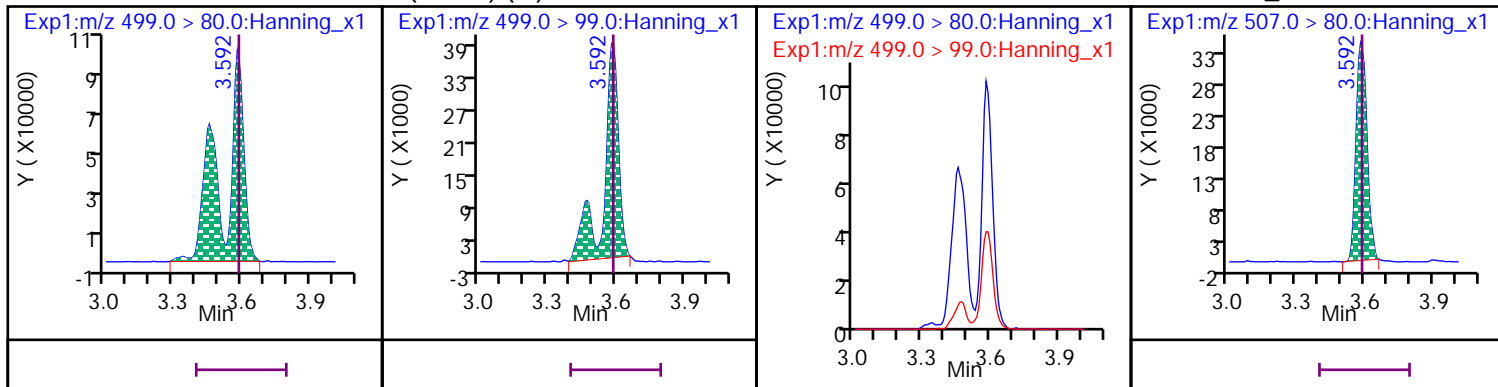 Exp1:m/z 499.0 > 80.0:Hanning_x1
3.592
Y ( X10000)
11
9
7
5
3
1
-1
3.0 3.3 3.6 3.9
Min
Exp1:m/z 499.0 > 99.0:Hanning_x1
3.592
Y ( X1000)
39
33
27
21
15
9
3
-3
3.0 3.3 3.6 3.9
Min
Exp1:m/z 499.0 > 80.0:Hanning_x1
Exp1:m/z 499.0 > 99.0:Hanning_x1
Y ( X10000)
10
8
6
4
2
0
3.0 3.3 3.6 3.9
Min
Exp1:m/z 507.0 > 80.0:Hanning_x1
3.592
Y ( X1000)
33
28
23
18
13
8
3
-2
3.0 3.3 3.6 3.9
Min